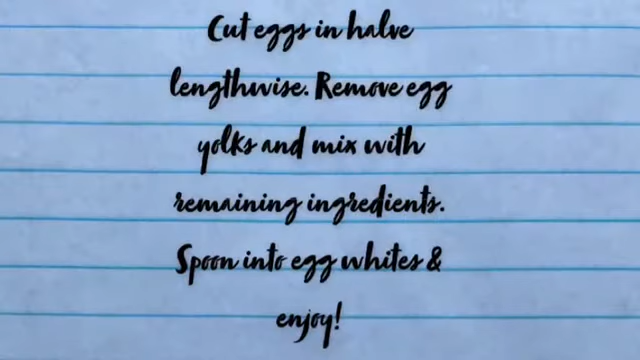 Cut eggs in halve
lengthwise. Remove egg
yolks and mix with
remaining ingredients.
Spoon into egg whites &
enjoy!